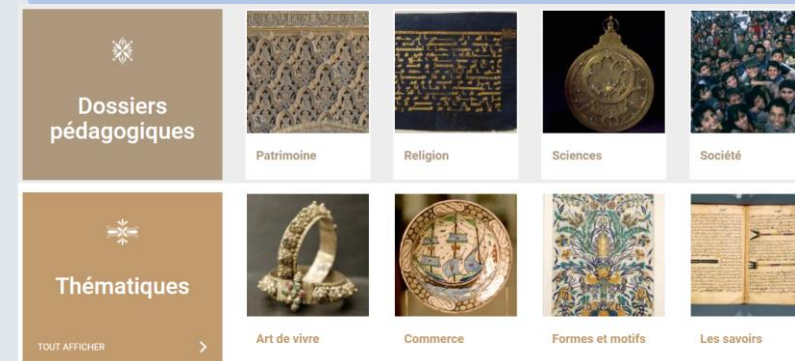 Dossiers
pédagogiques
Patrimoine
Religion
Sciences
Société
Thématiques
TOUT AFFICHER
Art de vivre
Commerce
Formes et motifs
Les savoirs